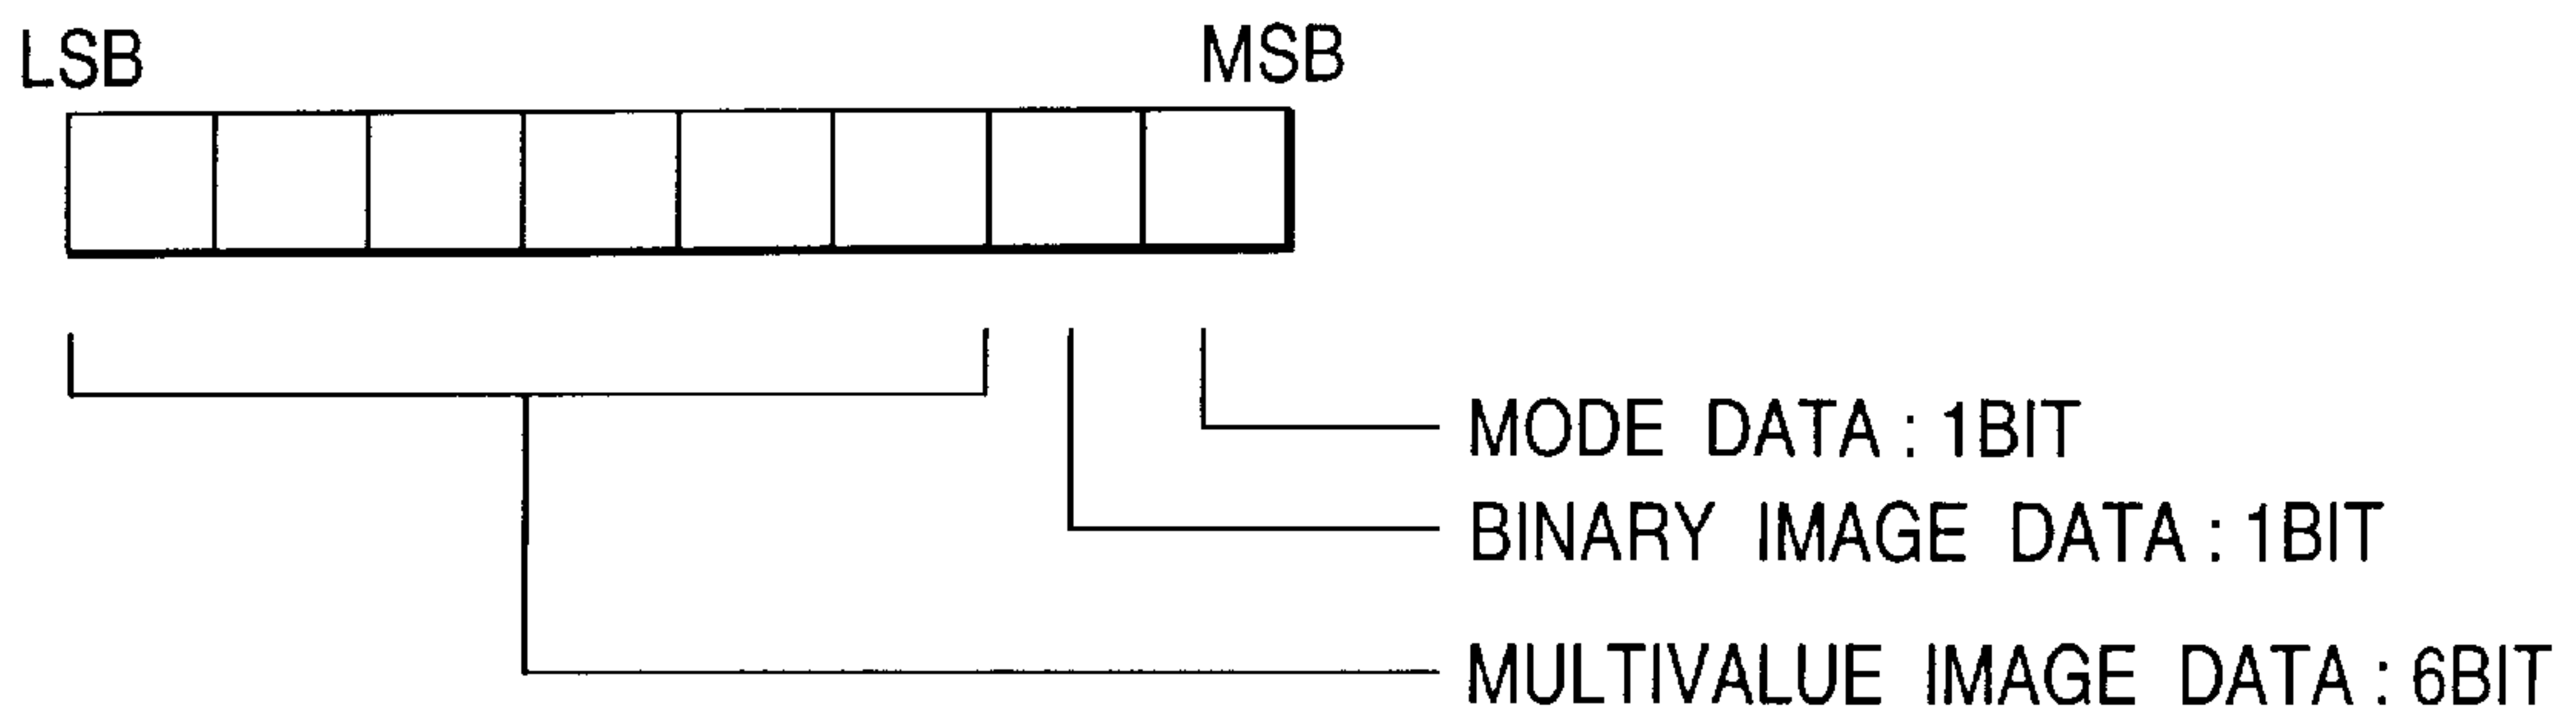 LSB MSB
MODE DATA : 1BIT
BINARY IMAGE DATA : 1BIT
MULTIVALUE IMAGE DATA : 6BIT